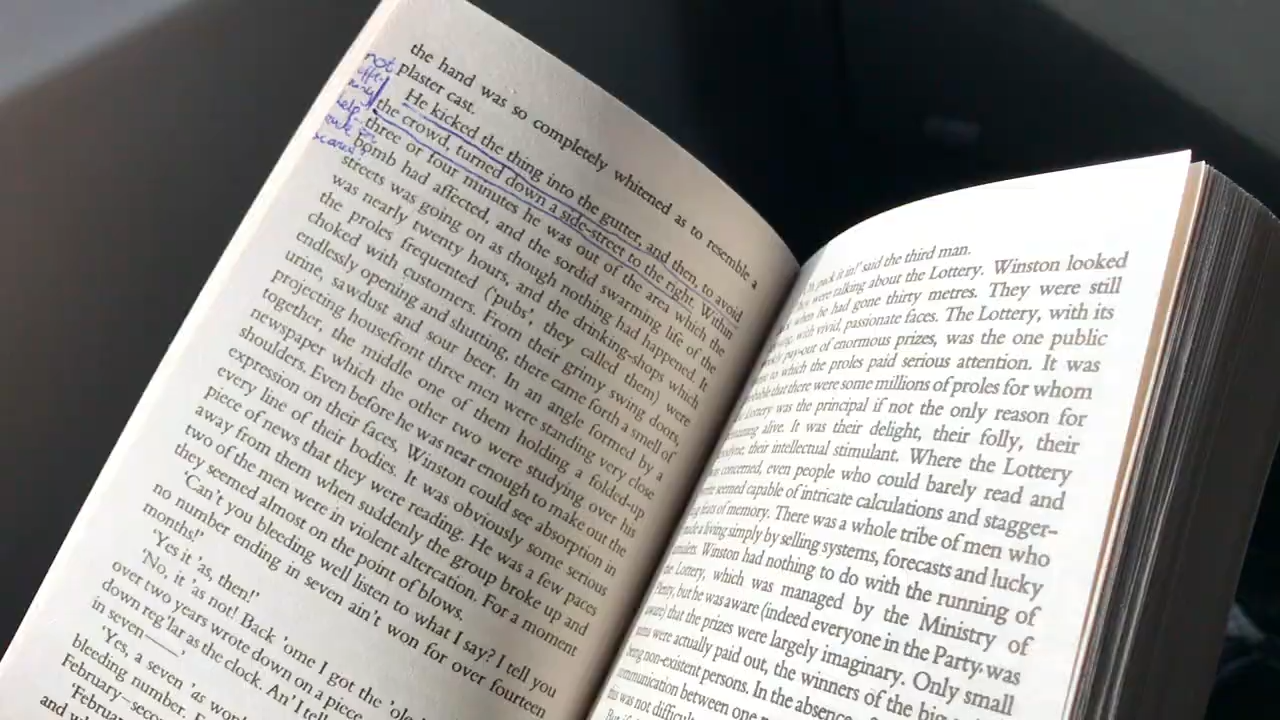 not
help
the hand was so completely whitened as to resemble a
plaster cast.
He kicked the thing into the gutter, and then, to avoid
the crowd, turned down a side-street to the right. Within
three or four minutes he was out of the area which the
bomb had affected, and the sordid swarming life of the
streets was going on as though nothing had happened. It
was nearly twenty hours, and the drinking-shops which
the proles frequented ('pubs', they called them) were
choked with customers. From their grimy swing doors,
endlessly opening and shutting, there came forth a smell of
urine, sawdust and sour beer. In an angle formed by a
projecting housefront three men were standing very close
together, the middle one of them holding a folded-up
newspaper which the other two were studying over his
shoulders. Even before he was near enough to make out the
expression on their faces, Winston could see absorption in
every line of their bodies. It was obviously some serious
piece of news that they were reading. He was a few paces
away from them when suddenly the group broke up and
two of the men were in violent altercation. For a moment
they seemed almost on the point of blows.
'Can't you bleeding well listen to what I say? I tell you
no number ending in seven ain't won for over fourteen
months!'
'Yes it 'as, then!'
'No, it 'as not! Back 'ome I got the 'ole
over two years wrote down on a piece
down reg'lar as the clock. An' I tell
in seven——'
'Yes, a seven 'as won!
bleeding number.
February—seco
'Februar
and w
pack it in!' said the third man.
were talking about the Lottery. Winston looked
when he had gone thirty metres. They were still
with vivid, passionate faces. The Lottery, with its
pay-out of enormous prizes, was the one public
to which the proles paid serious attention. It was
that there were some millions of proles for whom
Lottery was the principal if not the only reason for
alive. It was their delight, their folly, their
their intellectual stimulant. Where the Lottery
concerned, even people who could barely read and
seemed capable of intricate calculations and stagger-
feats of memory. There was a whole tribe of men who
a living simply by selling systems, forecasts and lucky
Winston had nothing to do with the running of
Lottery, which was managed by the Ministry of
but he was aware (indeed everyone in the Party was
that the prizes were largely imaginary. Only small
were actually paid out, the winners of the big
being non-existent persons. In the absence of
communication between one
this was not difficult